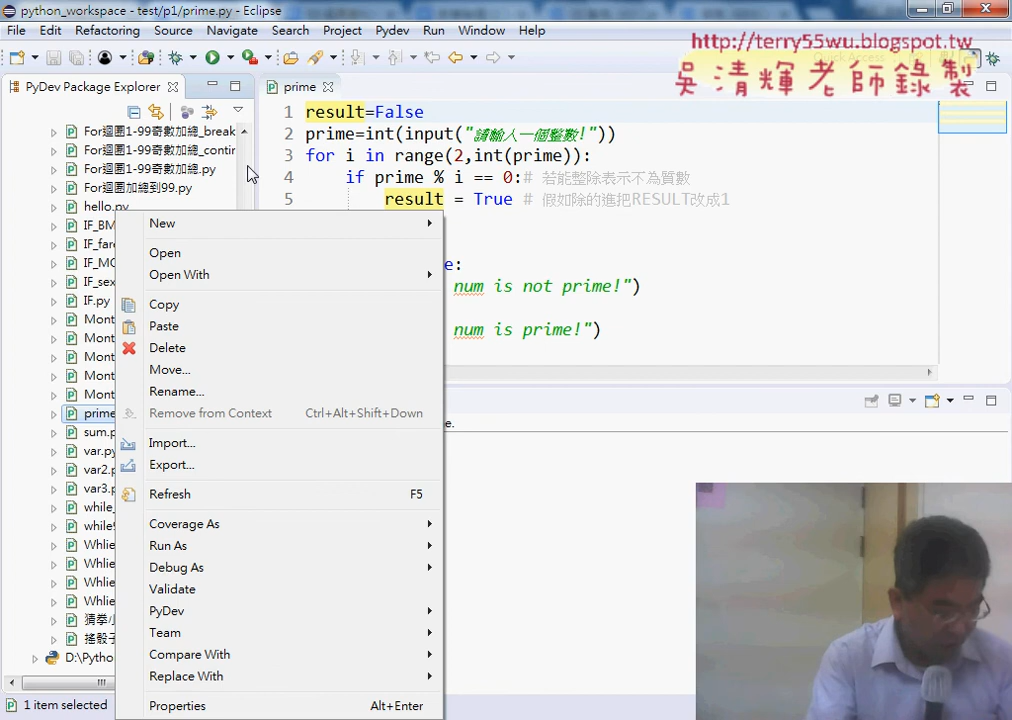 python_workspace - test/p1/prime.py - Eclipse
File Edit Refactoring Source Navigate Search Project Pydev Run Window Help
http://terry55wu.blogspot.tw
Quick Access
吳清輝老師錄製
PyDev Package Explorer
prime
For迴圈1-99奇數加總_break
For迴圈1-99奇數加總_contin
For迴圈1-99奇數加總.py
For迴圈加總到99.py
hello.py
IF_BM
IF_fare
IF_MO
IF_sex
IF.py
Mont
Mont
Mont
Mont
Mont
prime
sum.p
var.py
var2.p
var3.p
while_
while9
Whlie
Whlie
Whlie
Whlie
猜拳小
搖骰子
D:\Pytho
1 item selected
1 result=False
2 prime=int(input("請輸入一個整數!"))
3 for i in range(2,int(prime)):
4 if prime % i == 0:# 若能整除表示不為質數
5 result = True # 假如除的進把RESULT改成1
e:
num is not prime!")
num is prime!")
e.
New
Open
Open With
Copy
Paste
Delete
Move...
Rename...
Remove from Context Ctrl+Alt+Shift+Down
Import...
Export...
Refresh F5
Coverage As
Run As
Debug As
Validate
PyDev
Team
Compare With
Replace With
Properties Alt+Enter